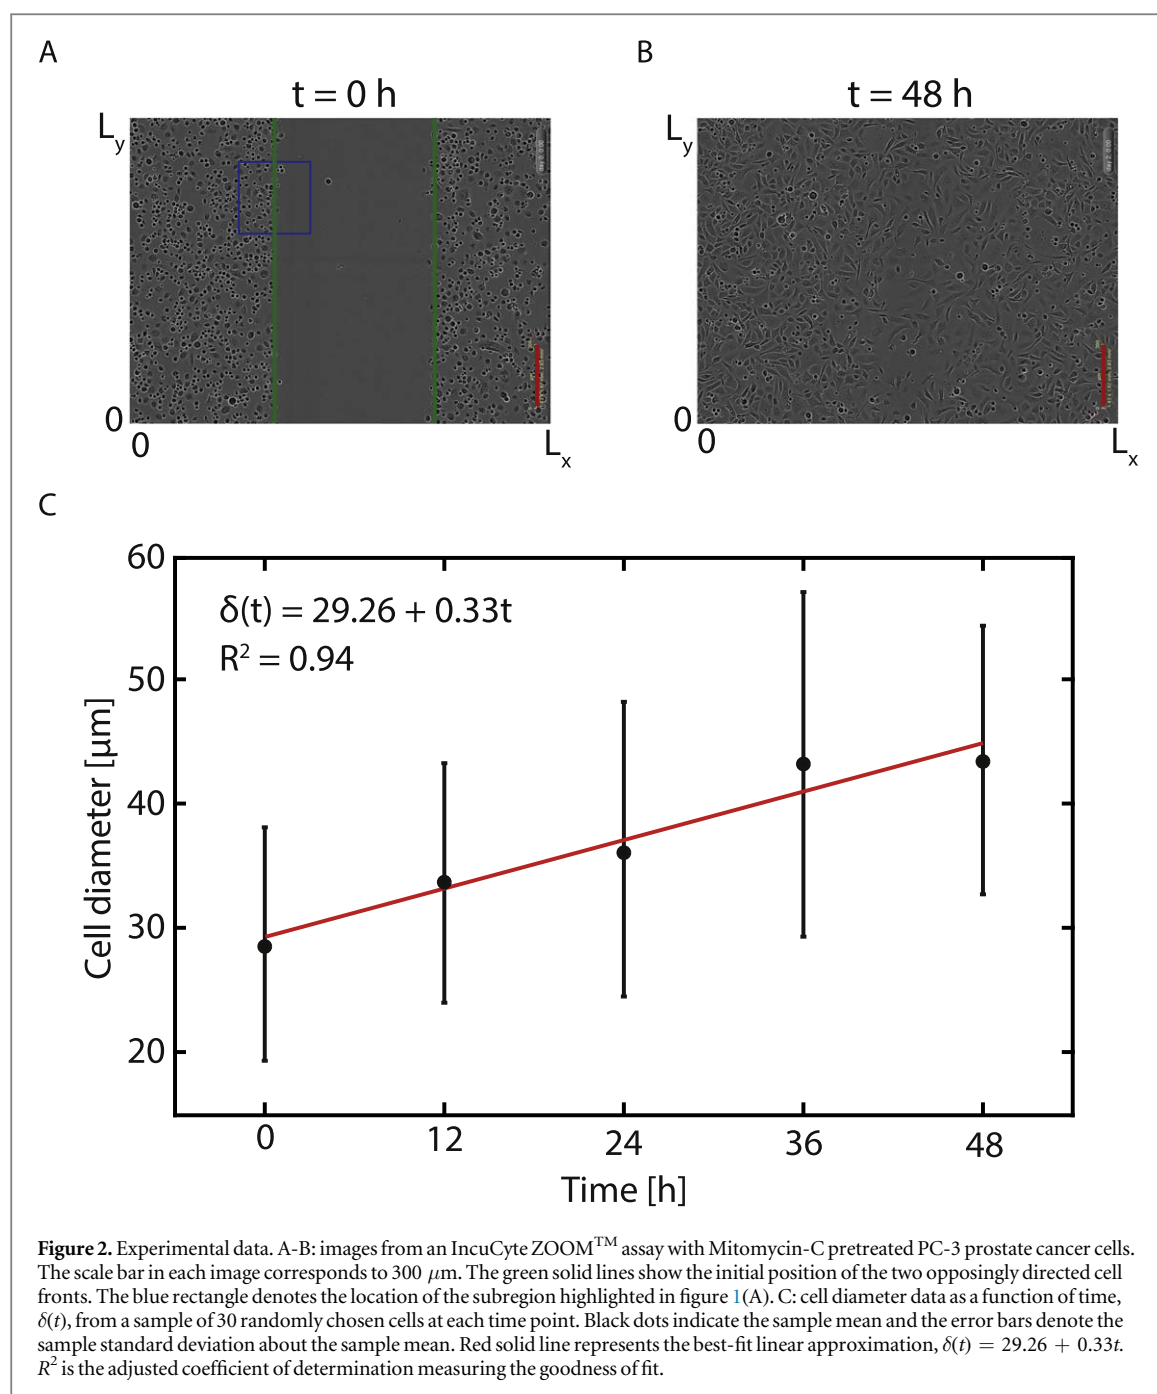 A
B
t = 0 h
t = 48 h
L_y
L_y
0
0
0
L_x
0
L_x
C
60
50
40
30
20
δ(t) = 29.26 + 0.33t
R² = 0.94
Cell diameter [μm]
0
12
24
36
48
Time [h]
Figure 2. Experimental data. A-B: images from an IncuCyte ZOOM™ assay with Mitomycin-C pretreated PC-3 prostate cancer cells.
The scale bar in each image corresponds to 300 μm. The green solid lines show the initial position of the two opposingly directed cell
fronts. The blue rectangle denotes the location of the subregion highlighted in figure 1(A). C: cell diameter data as a function of time,
δ(t), from a sample of 30 randomly chosen cells at each time point. Black dots indicate the sample mean and the error bars denote the
sample standard deviation about the sample mean. Red solid line represents the best-fit linear approximation, δ(t) = 29.26 + 0.33t.
R² is the adjusted coefficient of determination measuring the goodness of fit.